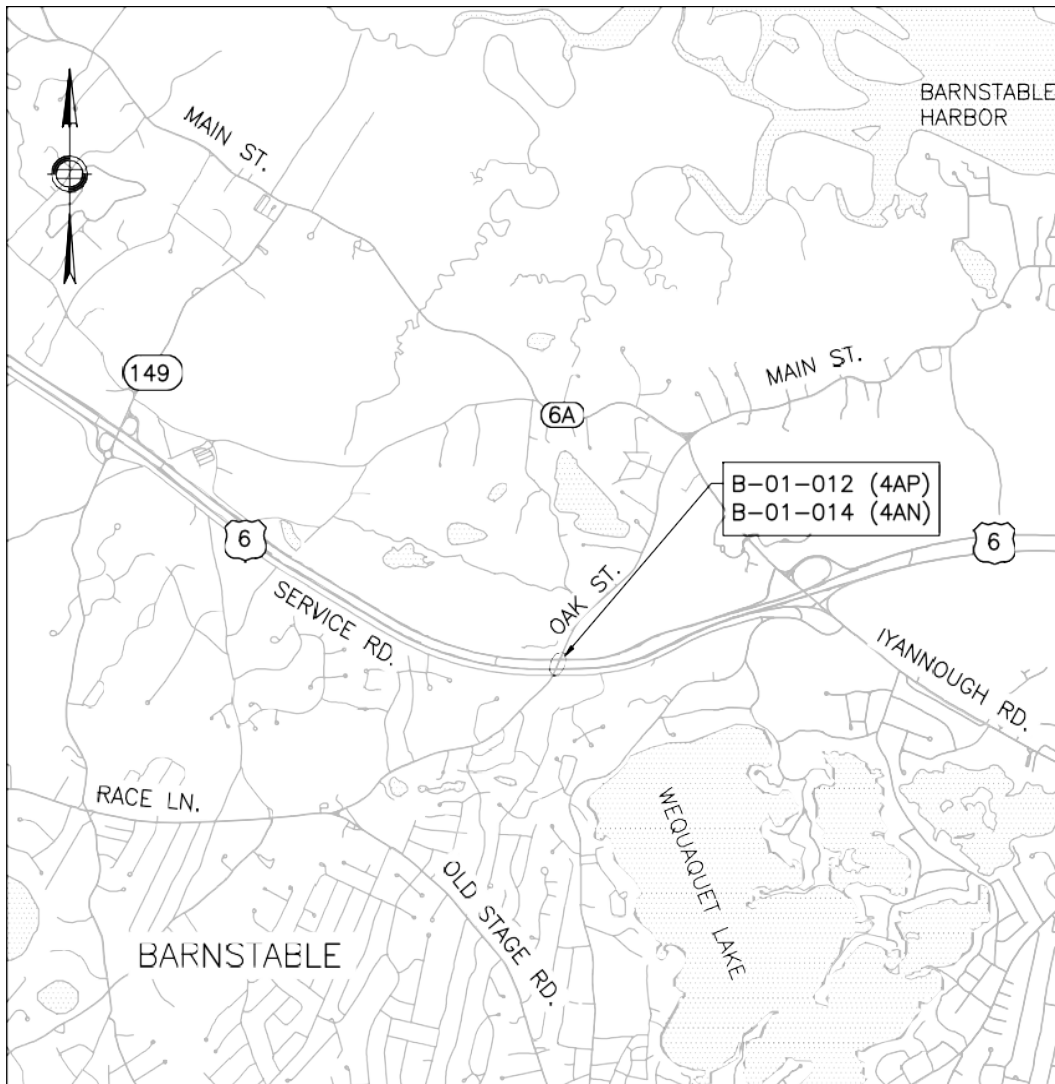 BARNSTABLE
HARBOR
MAIN ST.
149
MAIN ST.
6A
B-01-012 (4AP)
B-01-014 (4AN)
6
6
OAK ST.
SERVICE RD.
IYANNOUGH RD.
RACE LN.
WEQUAQUET LAKE
OLD STAGE RD.
BARNSTABLE